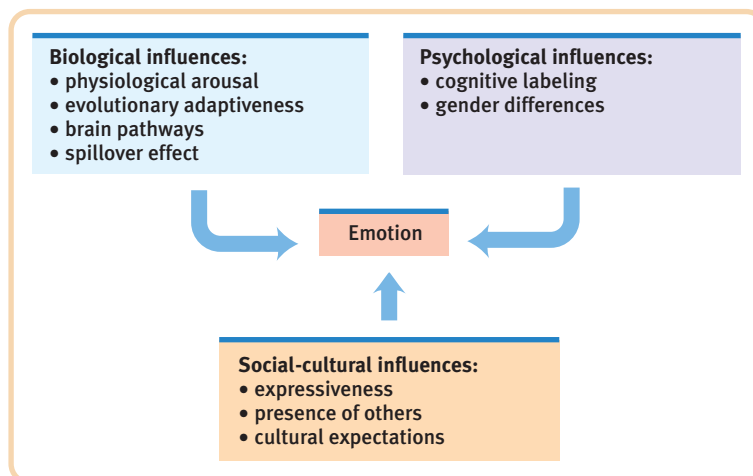 Biological influences:
• physiological arousal
• evolutionary adaptiveness
• brain pathways
• spillover effect
Psychological influences:
• cognitive labeling
• gender differences
Emotion
Social-cultural influences:
• expressiveness
• presence of others
• cultural expectations